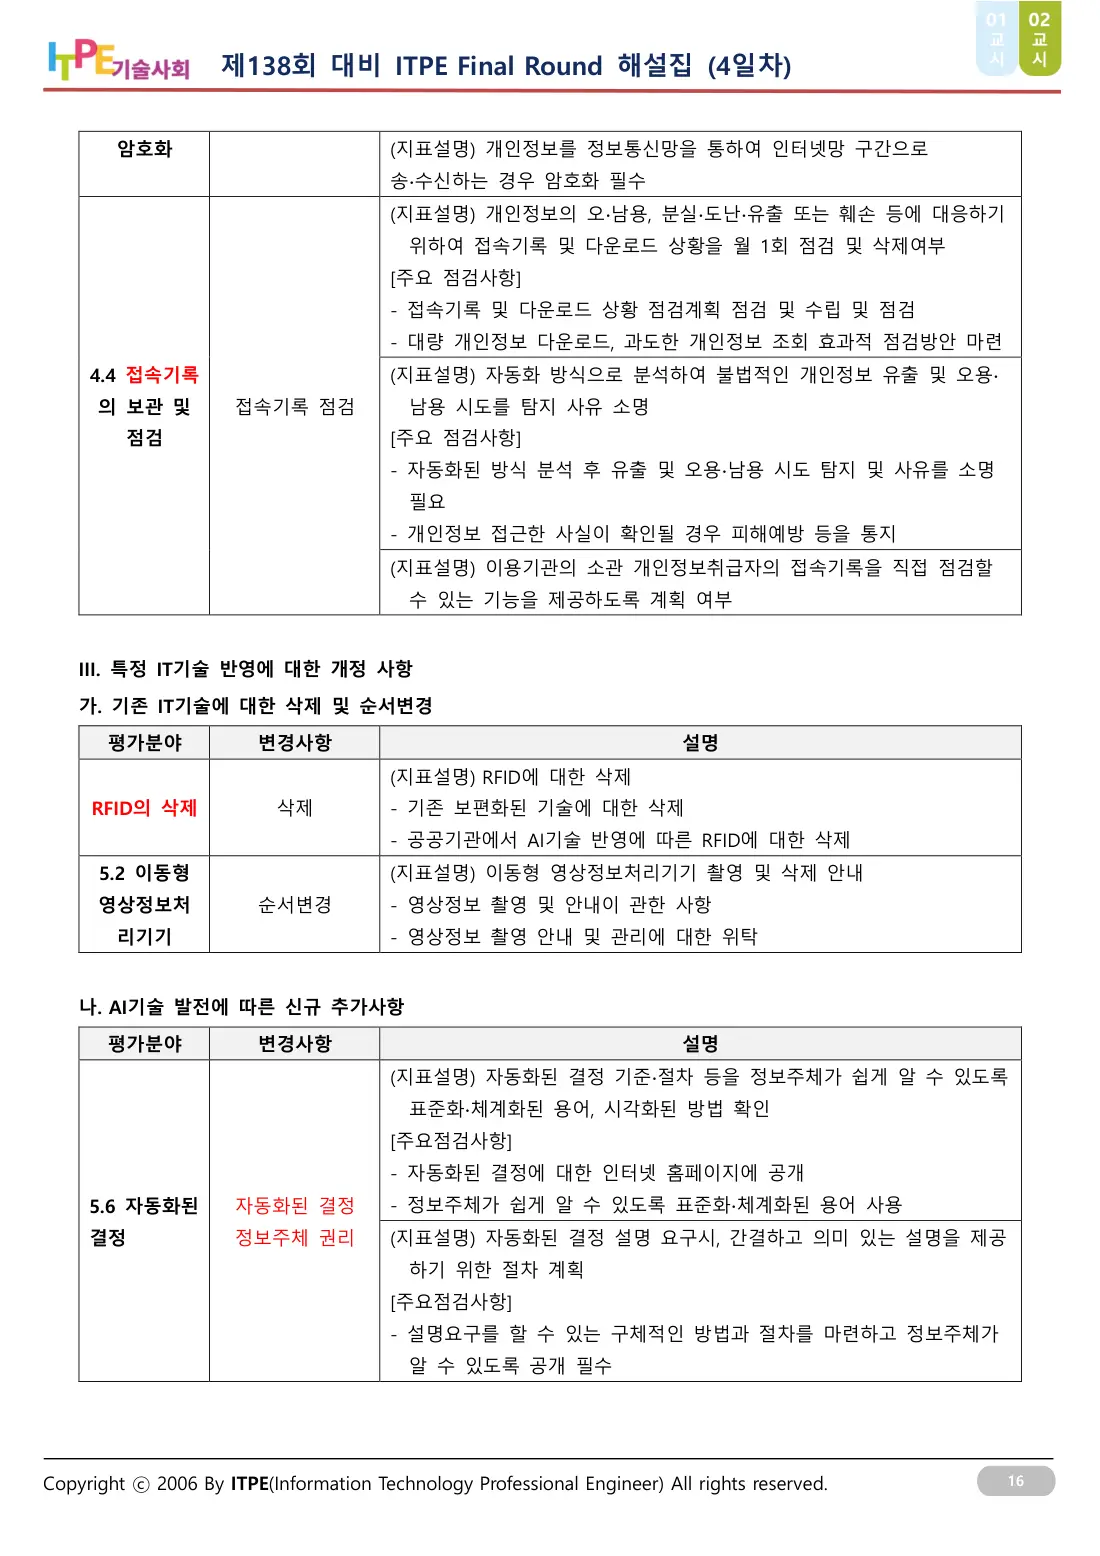 ITPE기술사회 제138회 대비 ITPE Final Round 해설집 (4일차)
01 교시
02 교시
암호화
(지표설명) 개인정보를 정보통신망을 통하여 인터넷망 구간으로
송·수신하는 경우 암호화 필수
4.4 접속기록
의 보관 및
점검
접속기록 점검
(지표설명) 개인정보의 오·남용, 분실·도난·유출 또는 훼손 등에 대응하기
위하여 접속기록 및 다운로드 상황을 월 1회 점검 및 삭제여부
[주요 점검사항]
- 접속기록 및 다운로드 상황 점검계획 점검 및 수립 및 점검
- 대량 개인정보 다운로드, 과도한 개인정보 조회 효과적 점검방안 마련
(지표설명) 자동화 방식으로 분석하여 불법적인 개인정보 유출 및 오용·
남용 시도를 탐지 사유 소명
[주요 점검사항]
- 자동화된 방식 분석 후 유출 및 오용·남용 시도 탐지 및 사유를 소명
필요
- 개인정보 접근한 사실이 확인될 경우 피해예방 등을 통지
(지표설명) 이용기관의 소관 개인정보취급자의 접속기록을 직접 점검할
수 있는 기능을 제공하도록 계획 여부
III. 특정 IT기술 반영에 대한 개정 사항
가. 기존 IT기술에 대한 삭제 및 순서변경
평가분야 변경사항 설명
RFID의 삭제
삭제
(지표설명) RFID에 대한 삭제
- 기존 보편화된 기술에 대한 삭제
- 공공기관에서 AI기술 반영에 따른 RFID에 대한 삭제
5.2 이동형
영상정보처
리기기
순서변경
(지표설명) 이동형 영상정보처리기기 촬영 및 삭제 안내
- 영상정보 촬영 및 안내이 관한 사항
- 영상정보 촬영 안내 및 관리에 대한 위탁
나. AI기술 발전에 따른 신규 추가사항
평가분야 변경사항 설명
5.6 자동화된
결정
자동화된 결정
정보주체 권리
(지표설명) 자동화된 결정 기준·절차 등을 정보주체가 쉽게 알 수 있도록
표준화·체계화된 용어, 시각화된 방법 확인
[주요점검사항]
- 자동화된 결정에 대한 인터넷 홈페이지에 공개
- 정보주체가 쉽게 알 수 있도록 표준화·체계화된 용어 사용
(지표설명) 자동화된 결정 설명 요구시, 간결하고 의미 있는 설명을 제공
하기 위한 절차 계획
[주요점검사항]
- 설명요구를 할 수 있는 구체적인 방법과 절차를 마련하고 정보주체가
알 수 있도록 공개 필수
Copyright ⓒ 2006 By ITPE(Information Technology Professional Engineer) All rights reserved.
16